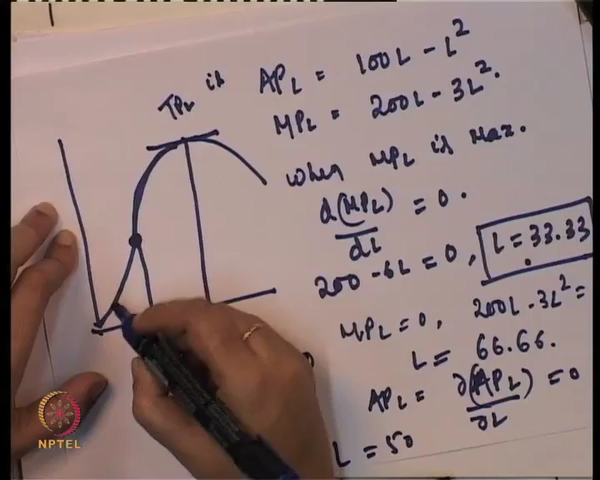 TPL is
APL = 100L - L²
MPL = 200L - 3L².
when MPL is Max.
d(MPL)/dL = 0.
200 - 6L = 0, L = 33.33
MPL = 0, 200L - 3L² =
L = 66.66.
APL = ∂(APL)/∂L = 0
L = 50
NPTEL